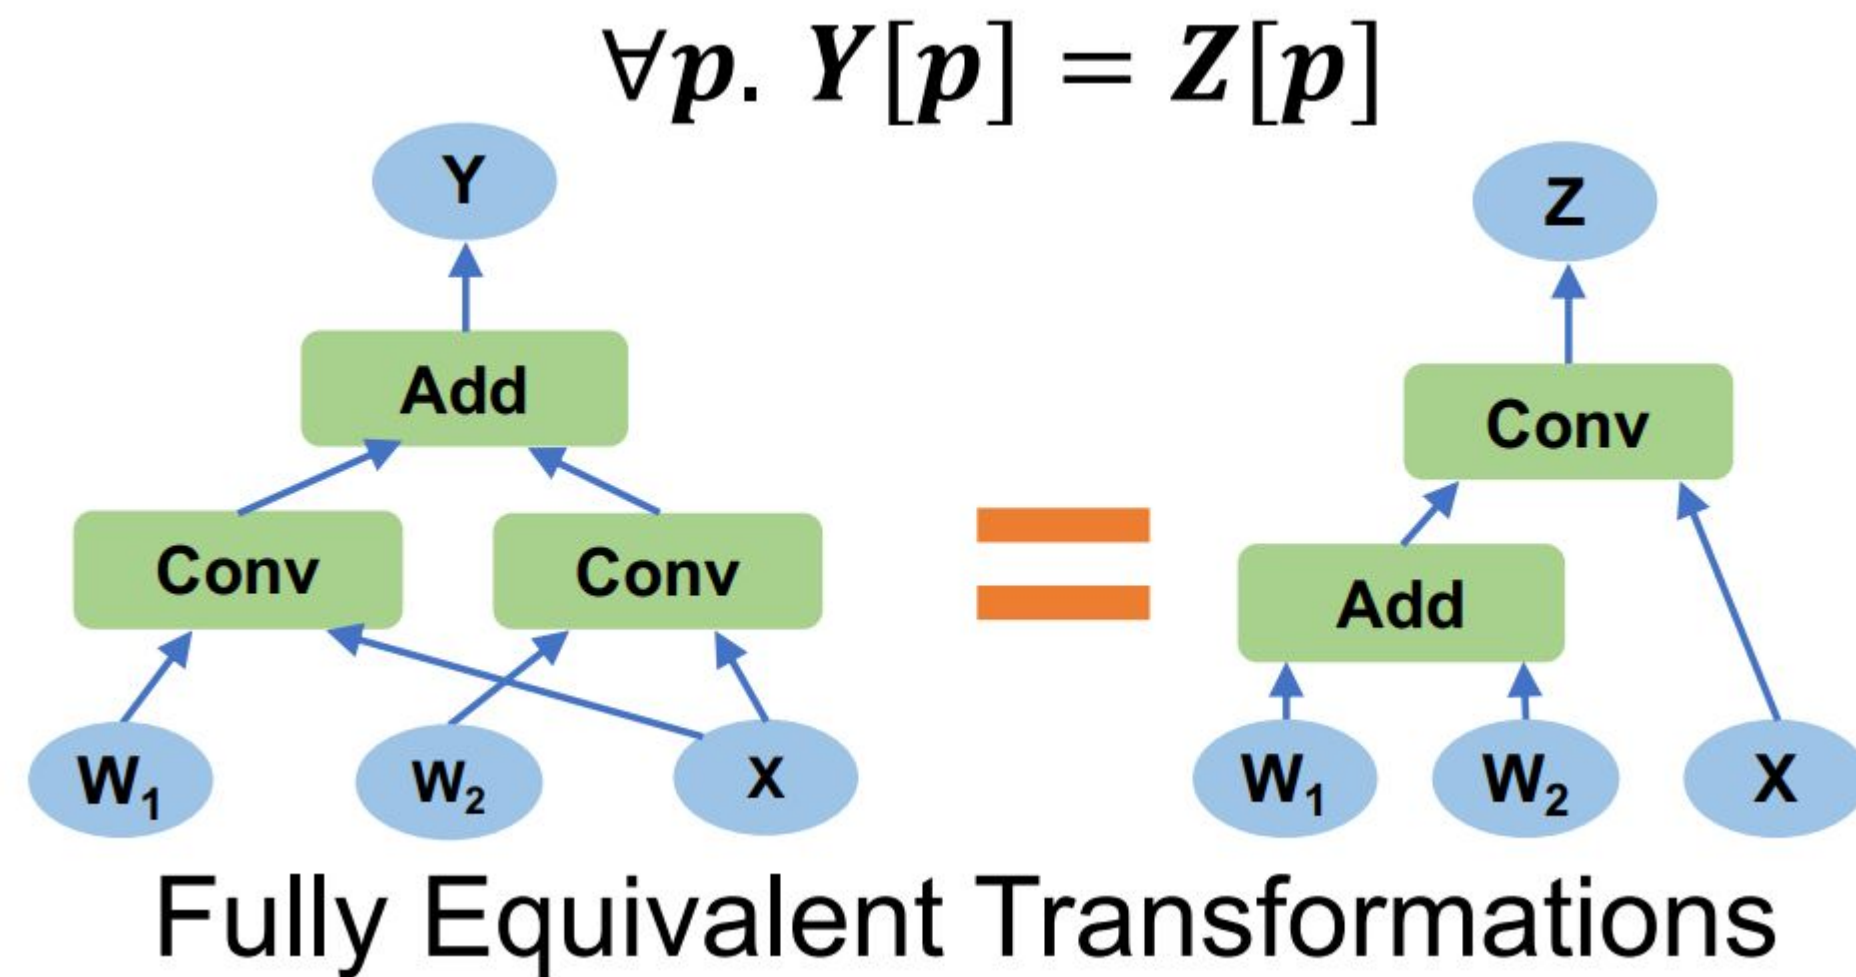 ∀p. Y[p] = Z[p]
Y
Z
Add
Conv
Conv
Conv
Add
W₁
W₂
X
W₁
W₂
X
Fully Equivalent Transformations